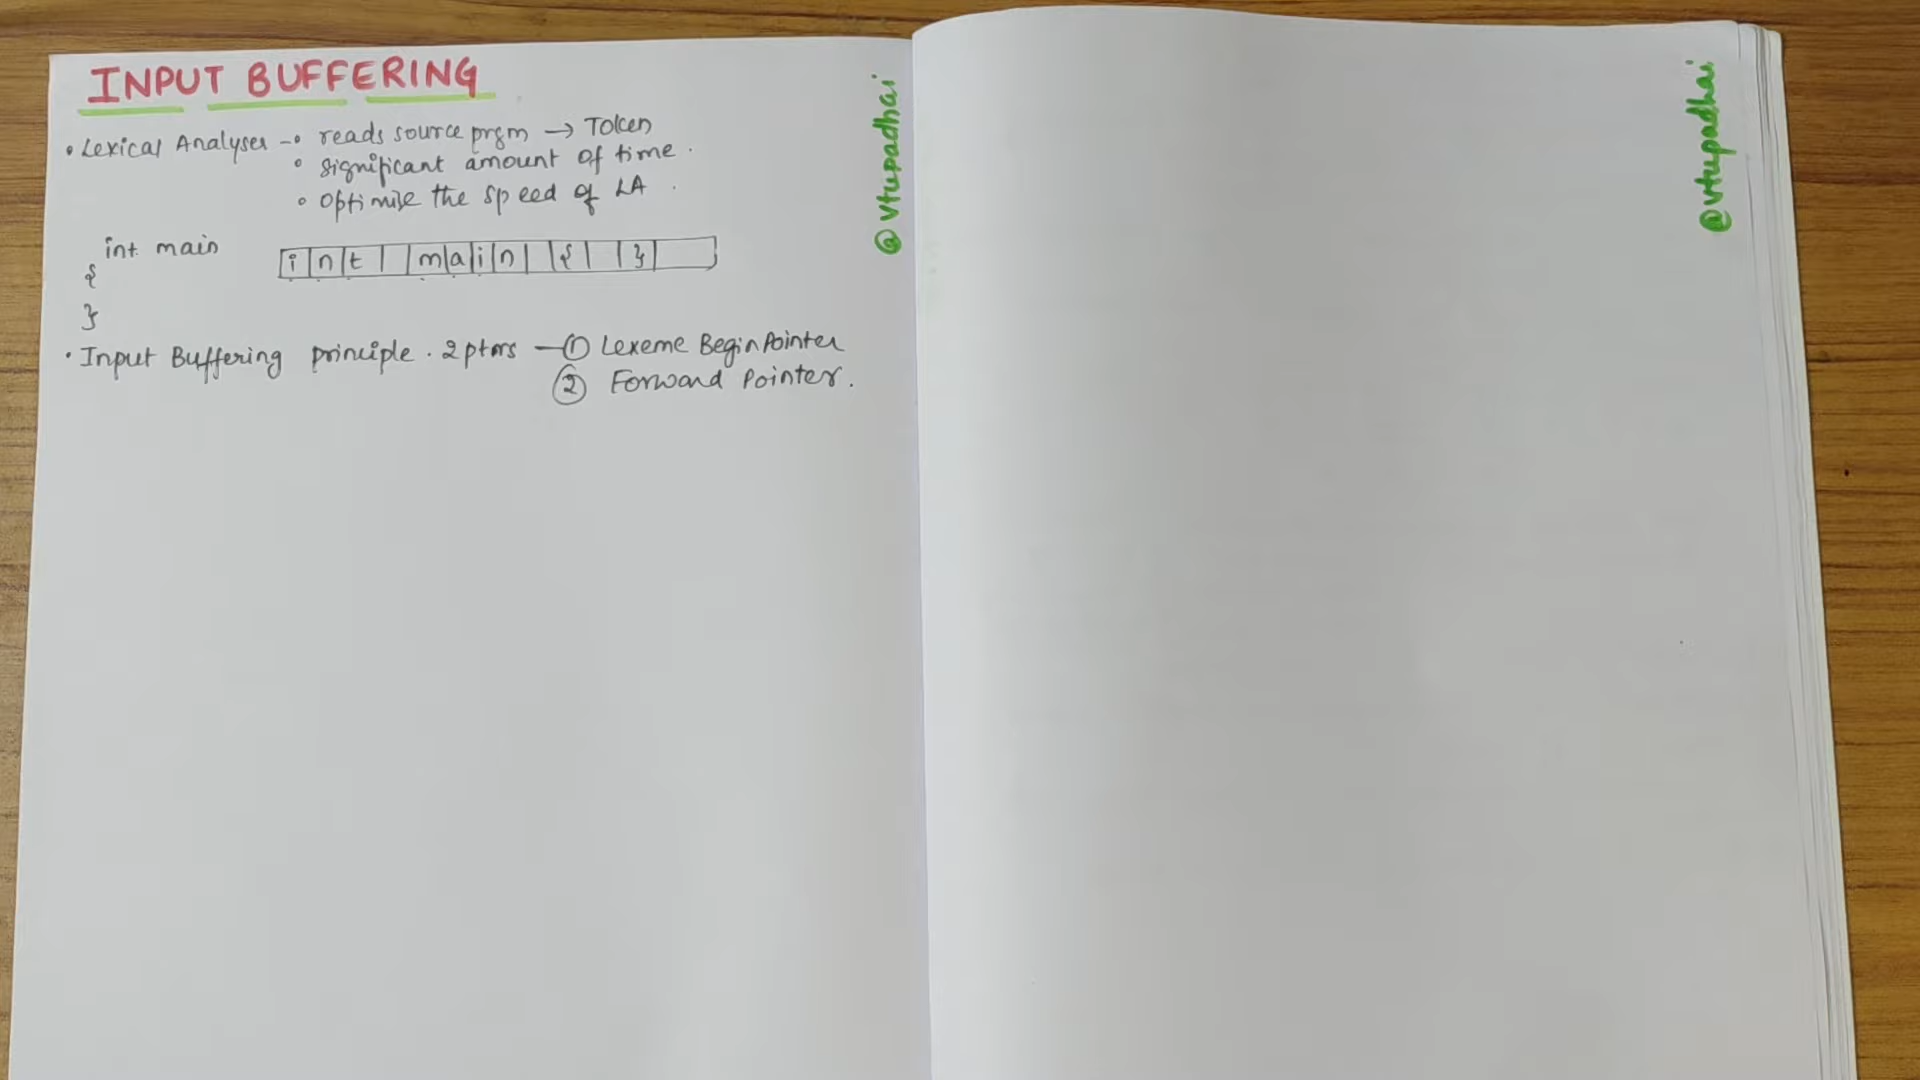 INPUT BUFFERING
• Lexical Analyser - • reads source prgm → Token
• significant amount of time.
• optimize the speed of LA.
int main
{
}
i n t m a i n { }
• Input Buffering principle. 2 ptrs — ① Lexeme Begin Pointer
② Forward Pointer.
@vtupadhai
@vtupadhai